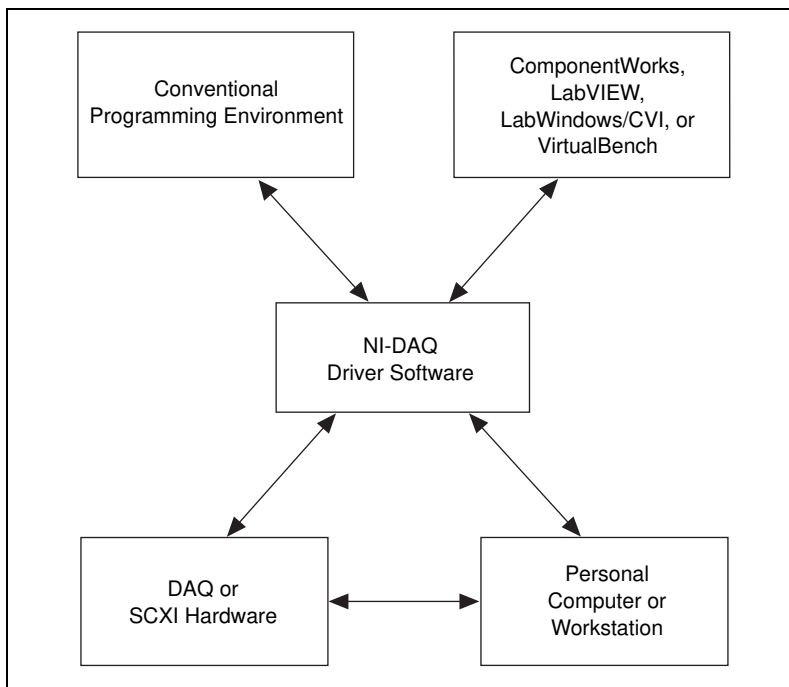 Conventional
Programming Environment
ComponentWorks,
LabVIEW,
LabWindows/CVI, or
VirtualBench
NI-DAQ
Driver Software
DAQ or
SCXI Hardware
Personal
Computer or
Workstation